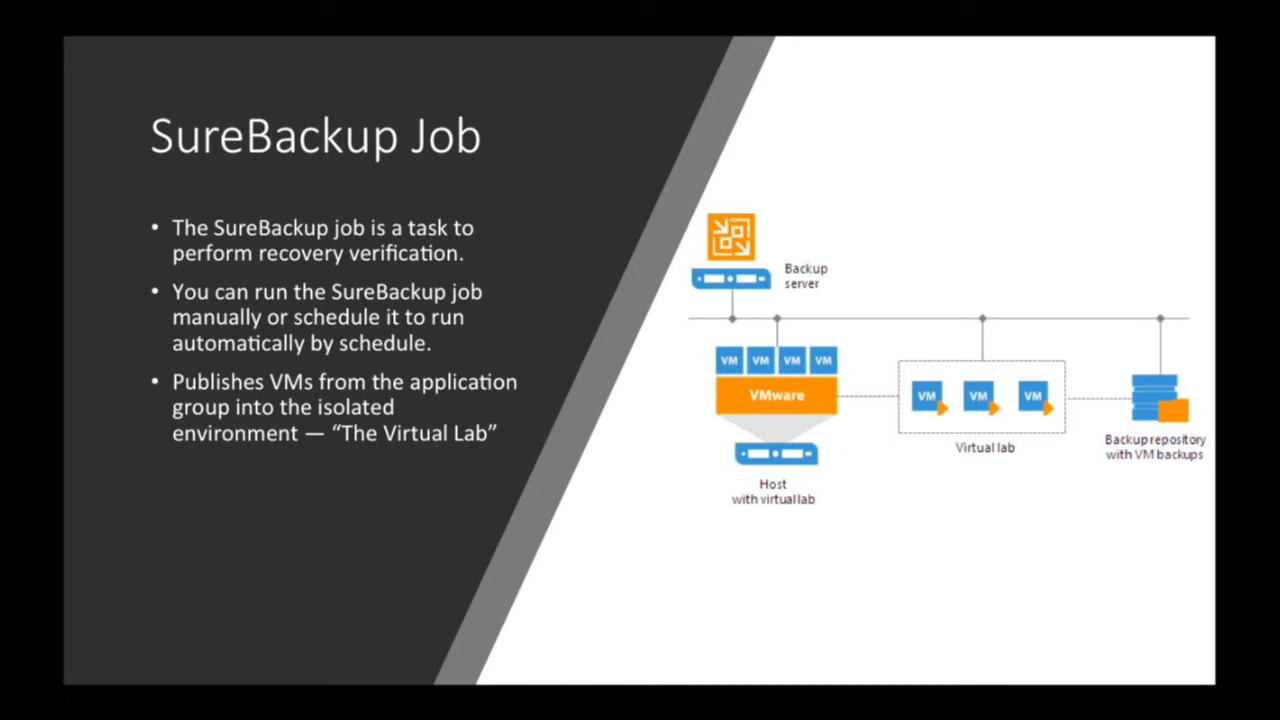 SureBackup Job
• The SureBackup job is a task to
perform recovery verification.
• You can run the SureBackup job
manually or schedule it to run
automatically by schedule.
• Publishes VMs from the application
group into the isolated
environment — “The Virtual Lab”
Backup
server
VM VM VM VM
VMware
Host
with virtual lab
VM VM VM
Virtual lab
Backup repository
with VM backups